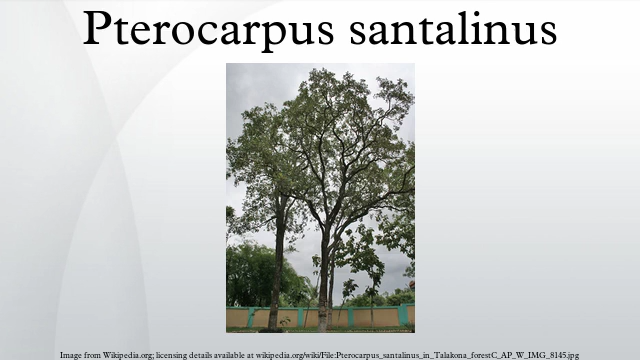 Pterocarpus santalinus
Image from Wikipedia.org; licensing details available at wikipedia.org/wiki/File:Pterocarpus_santalinus_in_Talakona_forestC_AP_W_IMG_8145.jpg